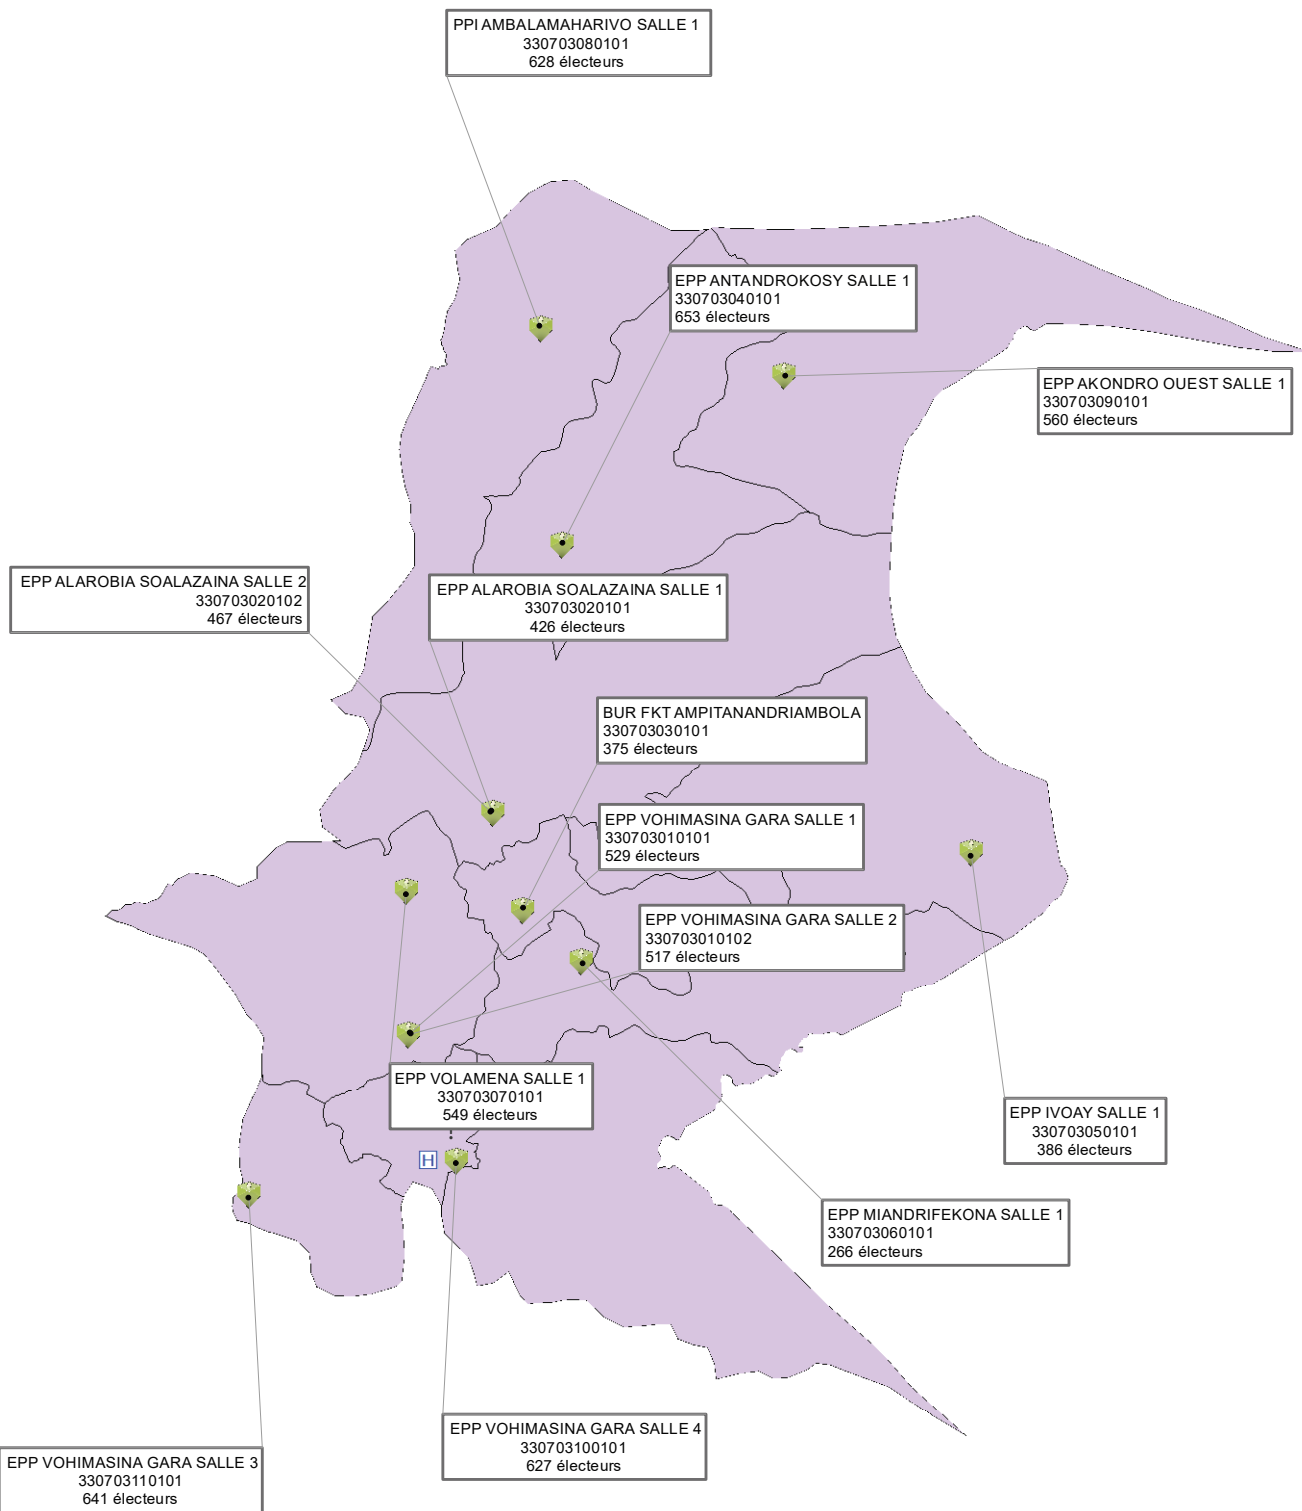 PPI AMBALAMAHARIVO SALLE 1
330703080101
628 électeurs
EPP ANTANDROKOSY SALLE 1
330703040101
653 électeurs
EPP AKONDRO OUEST SALLE 1
330703090101
560 électeurs
EPP ALAROBIA SOALAZAINA SALLE 2
330703020102
467 électeurs
EPP ALAROBIA SOALAZAINA SALLE 1
330703020101
426 électeurs
BUR FKT AMPITANANDRIAMBOLA
330703030101
375 électeurs
EPP VOHIMASINA GARA SALLE 1
330703010101
529 électeurs
EPP VOHIMASINA GARA SALLE 2
330703010102
517 électeurs
EPP VOLAMENA SALLE 1
330703070101
549 électeurs
EPP IVOAY SALLE 1
330703050101
386 électeurs
H
EPP MIANDRIFEKONA SALLE 1
330703060101
266 électeurs
EPP VOHIMASINA GARA SALLE 4
330703100101
627 électeurs
EPP VOHIMASINA GARA SALLE 3
330703110101
641 électeurs